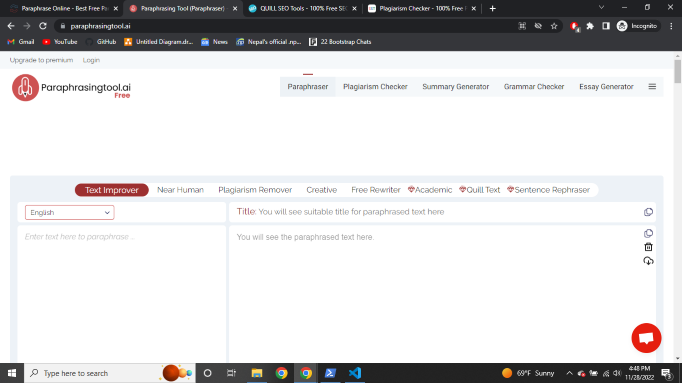 Paraphrase Online - Best Free Par
Paraphrasing Tool (Paraphraser)
QUILL SEO Tools - 100% Free SE
Plagiarism Checker - 100% Free
paraphrasingtool.ai
Incognito
Gmail
YouTube
GitHub
Untitled Diagram.dr...
News
Nepal's official .np...
22 Bootstrap Chats
Upgrade to premium
Login
Paraphrasingtool.ai
Free
Paraphraser
Plagiarism Checker
Summary Generator
Grammar Checker
Essay Generator
Text Improver
Near Human
Plagiarism Remover
Creative
Free Rewriter
Academic
Quill Text
Sentence Rephraser
English
Title: You will see suitable title for paraphrased text here
Enter text here to paraphrase ...
You will see the paraphrased text here.
Type here to search
69°F Sunny
4:48 PM
11/28/2022